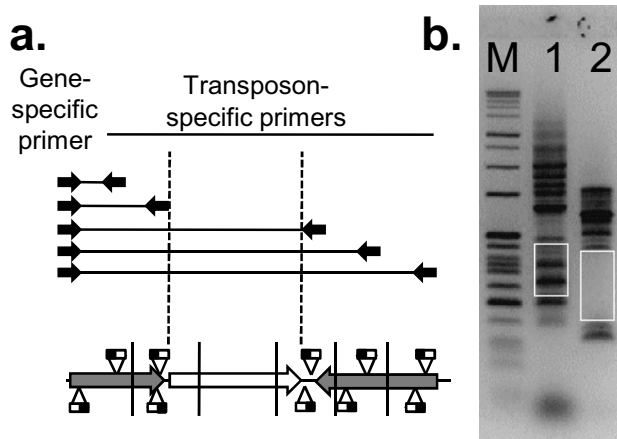 a.
Gene-
specific
primer
Transposon-
specific primers
b.
M 1 2